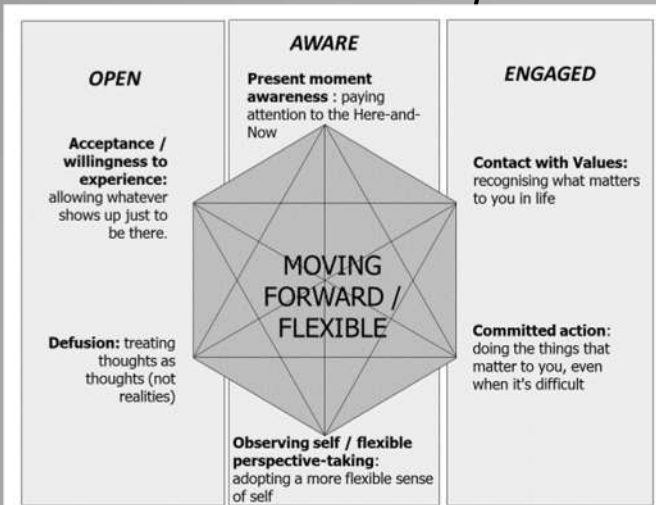 OPEN
Acceptance /
willingness to
experience:
allowing whatever
shows up just to
be there.
Defusion: treating
thoughts as
thoughts (not
realities)
AWARE
Present moment
awareness : paying
attention to the Here-and-
Now
MOVING
FORWARD /
FLEXIBLE
Observing self / flexible
perspective-taking:
adopting a more flexible sense
of self
ENGAGED
Contact with Values:
recognising what matters
to you in life
Committed action:
doing the things that
matter to you, even
when it's difficult